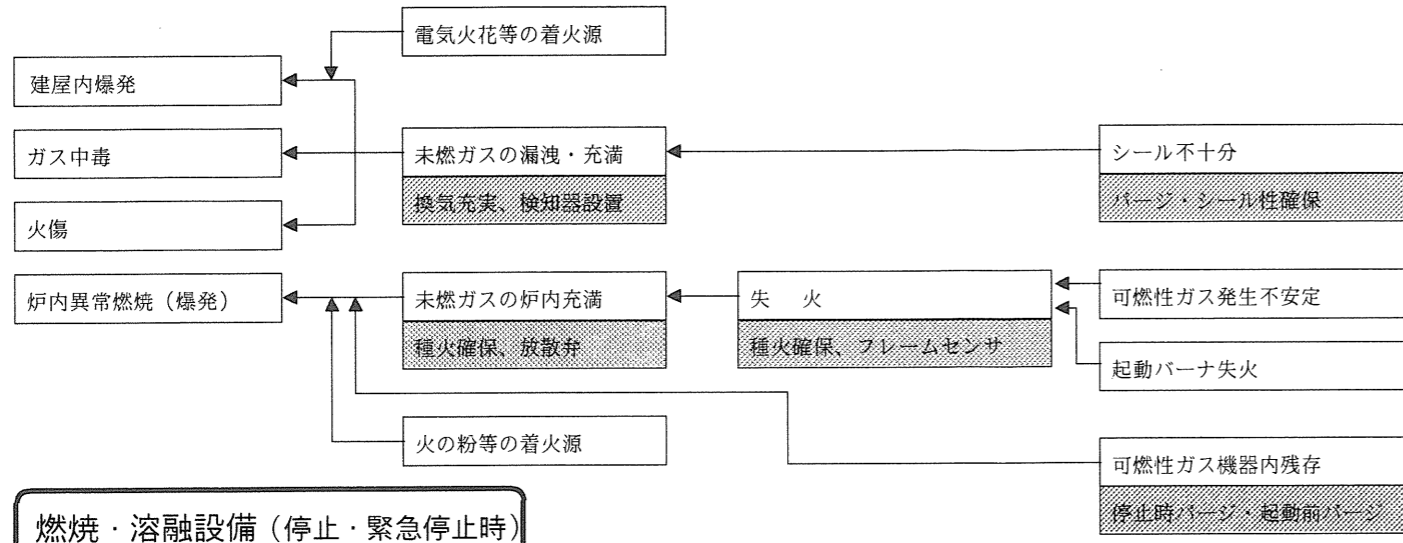 電気火花等の着火源
建屋内爆発
ガス中毒
未燃ガスの漏洩・充満
シール不十分
換気充実、検知器設置
パージ・シール性確保
火傷
炉内異常燃焼（爆発）
未燃ガスの炉内充満
失　火
可燃性ガス発生不安定
種火確保、放散弁
種火確保、フレームセンサ
起動バーナ失火
火の粉等の着火源
可燃性ガス機器内残存
停止時パージ・起動前パージ
燃焼・溶融設備（停止・緊急停止時）